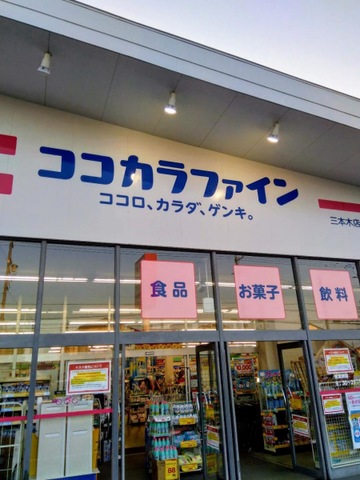 ココカラファイン
ココロ、カラダ、ゲンキ。
三本木店
食品
お菓子
飲料